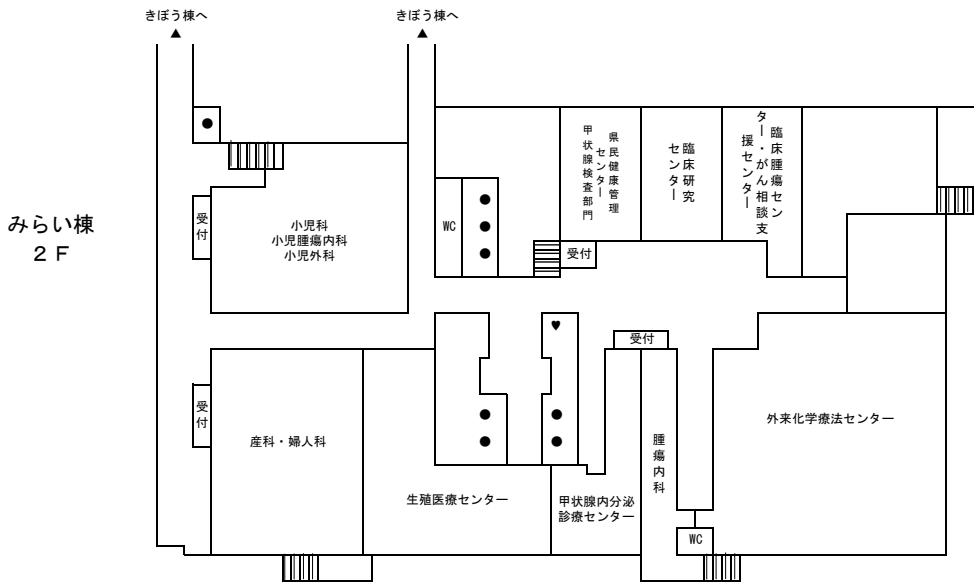 きぼう棟へ
きぼう棟へ
みらい棟
２Ｆ
受付
小児科
小児腫瘍内科
小児外科
WC
県民健康管理
センター
甲状腺検査部門
受付
臨床研究
センター
臨床腫瘍セン
ター・がん相談支
援センター
受付
受付
産科・婦人科
生殖医療センター
甲状腺内分泌
診療センター
腫瘍内科
WC
外来化学療法センター